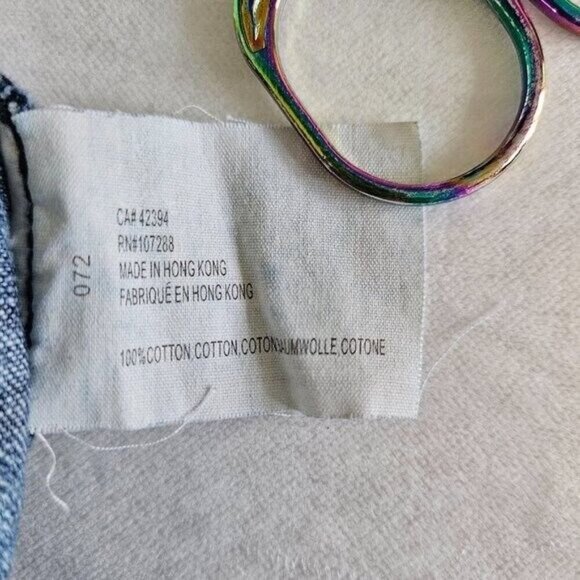 CA# 42394
RN#107288
MADE IN HONG KONG
FABRIQUÉ EN HONG KONG
072
100%COTTON,COTTON,COTON,BAUMWOLLE,COTONE